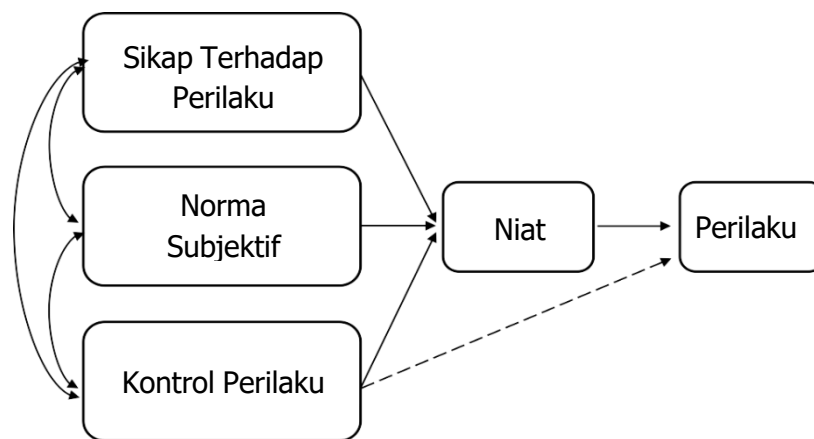 Sikap Terhadap
Perilaku
Norma
Subjektif
Kontrol Perilaku
Niat
Perilaku